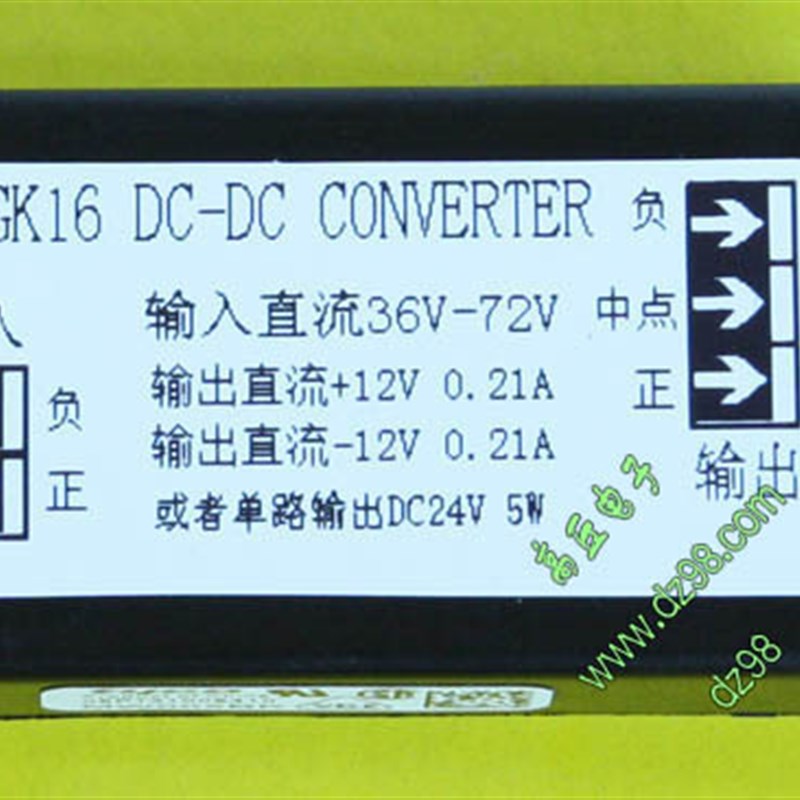 GK16 DC-DC CONVERTER 负
输入直流36V-72V 中点
输出直流+12V 0.21A 正
负 输出直流-12V 0.21A
正 或者单路输出DC24V 5W
输出
高豆电子
www.dz98.com
dz98